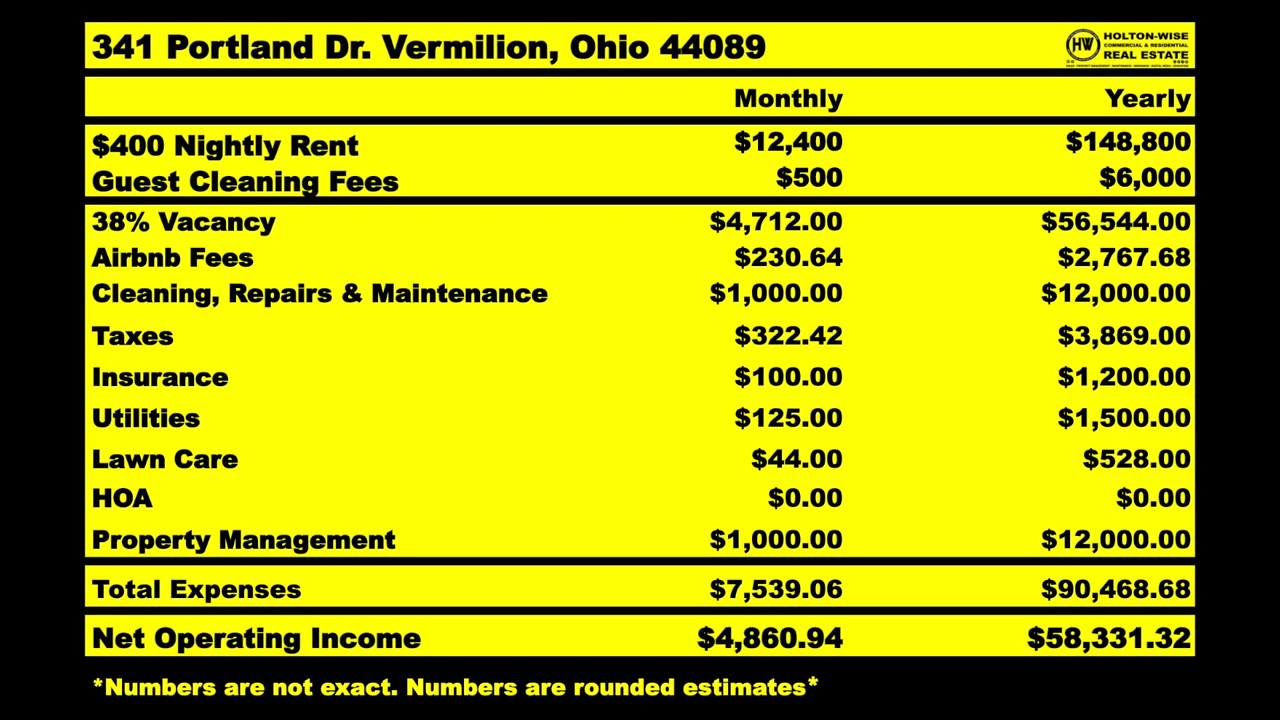 341 Portland Dr. Vermilion, Ohio 44089
HW
HOLTON-WISE
COMMERCIAL & RESIDENTIAL
REAL ESTATE
Monthly Yearly
$400 Nightly Rent $12,400 $148,800
Guest Cleaning Fees $500 $6,000
38% Vacancy $4,712.00 $56,544.00
Airbnb Fees $230.64 $2,767.68
Cleaning, Repairs & Maintenance $1,000.00 $12,000.00
Taxes $322.42 $3,869.00
Insurance $100.00 $1,200.00
Utilities $125.00 $1,500.00
Lawn Care $44.00 $528.00
HOA $0.00 $0.00
Property Management $1,000.00 $12,000.00
Total Expenses $7,539.06 $90,468.68
Net Operating Income $4,860.94 $58,331.32
*Numbers are not exact. Numbers are rounded estimates*